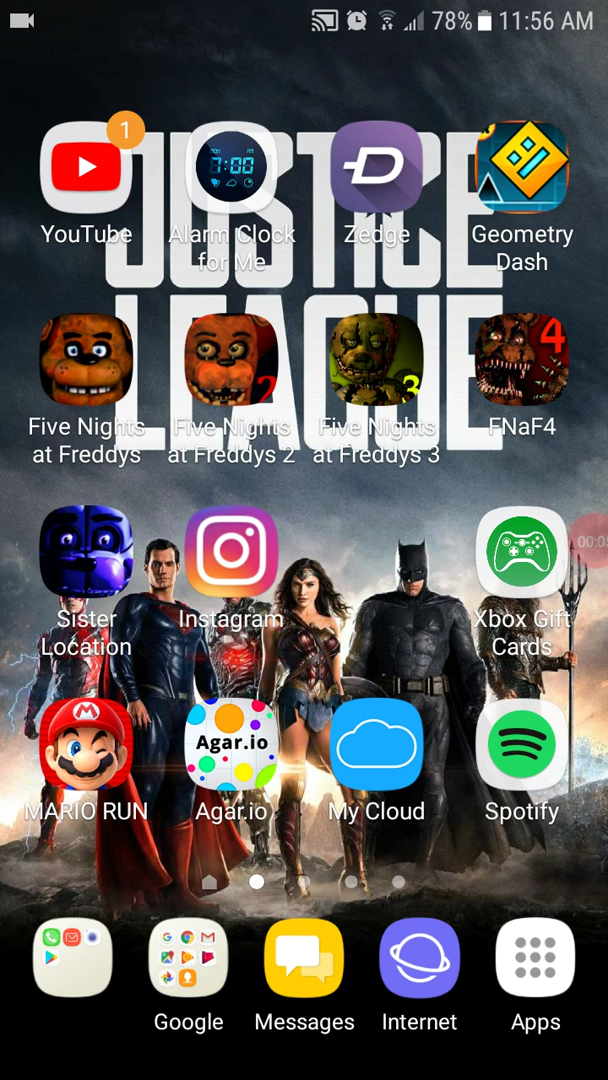 78% 11:56 AM
JUSTICE
LEAGUE
1
7:00
YouTube
Alarm Clock
for Me
Zedge
Geometry
Dash
2
3
4
Five Nights
at Freddys
Five Nights
at Freddys 2
Five Nights
at Freddys 3
FNaF4
00:05
Sister
Location
Instagram
Xbox Gift
Cards
M
Agar.io
MARIO RUN
Agar.io
My Cloud
Spotify
Google
Messages
Internet
Apps